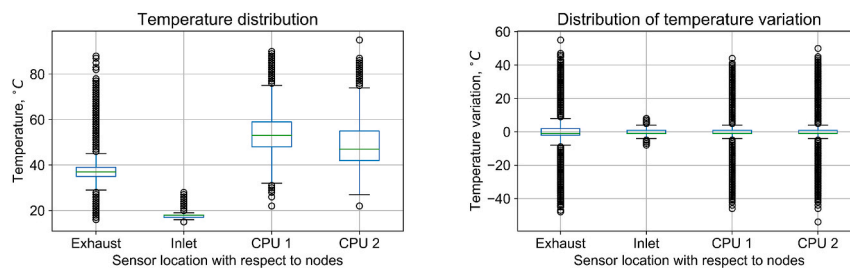 Temperature distribution
Temperature, °C
80
60
40
20
Exhaust Inlet CPU 1 CPU 2
Sensor location with respect to nodes
Distribution of temperature variation
Temperature variation, °C
60
40
20
0
−20
−40
Exhaust Inlet CPU 1 CPU 2
Sensor location with respect to nodes